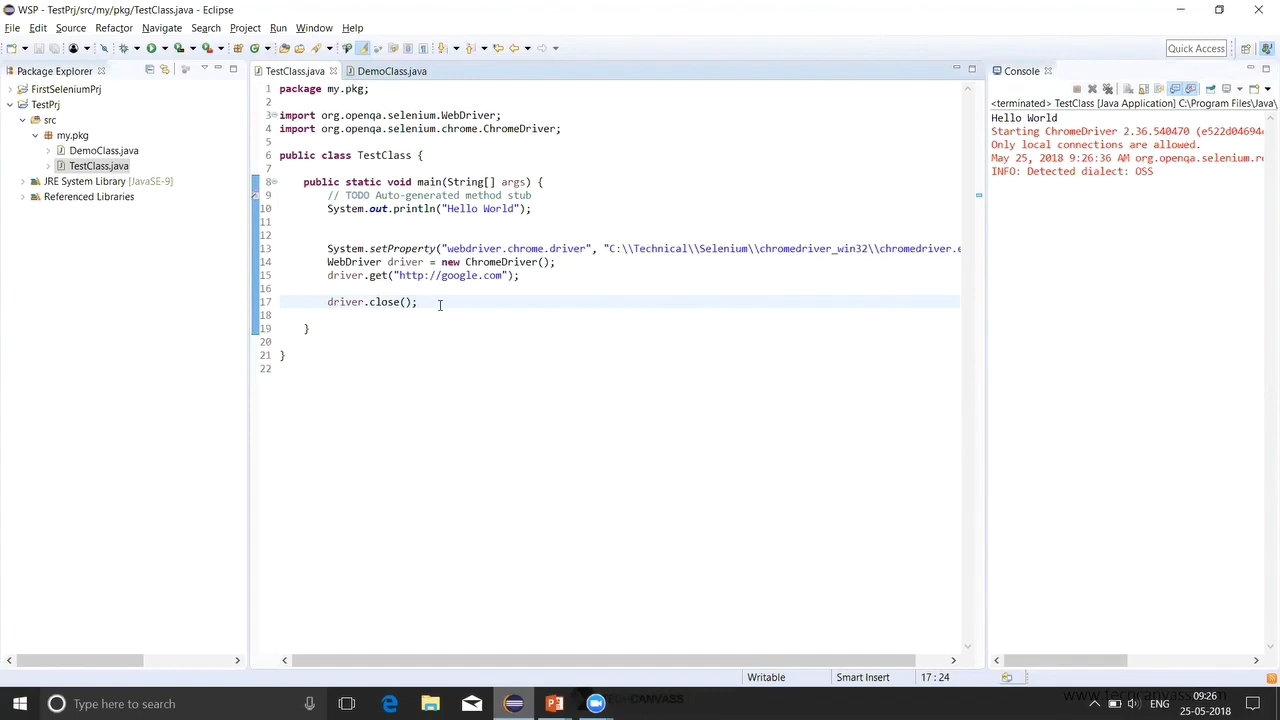 WSP - TestPrj/src/my/pkg/TestClass.java - Eclipse
File Edit Source Refactor Navigate Search Project Run Window Help
Quick Access
Package Explorer
FirstSeleniumPrj
TestPrj
src
my.pkg
DemoClass.java
TestClass.java
JRE System Library [JavaSE-9]
Referenced Libraries
TestClass.java DemoClass.java
1 package my.pkg;
2
3 import org.openqa.selenium.WebDriver;
4 import org.openqa.selenium.chrome.ChromeDriver;
5
6 public class TestClass {
7
8 public static void main(String[] args) {
9 // TODO Auto-generated method stub
10 System.out.println("Hello World");
11
12
13 System.setProperty("webdriver.chrome.driver", "C:\\Technical\\Selenium\\chromedriver_win32\\chromedriver.e
14 WebDriver driver = new ChromeDriver();
15 driver.get("http://google.com");
16
17 driver.close();
18
19 }
20
21 }
22
Console
<terminated> TestClass [Java Application] C:\Program Files\Java\
Hello World
Starting ChromeDriver 2.36.540470 (e522d04694
Only local connections are allowed.
May 25, 2018 9:26:36 AM org.openqa.selenium.re
INFO: Detected dialect: OSS
Writable Smart Insert 17 : 24
Type here to search
TECHCANVASS
www.techcanvass.com
ENG
09:26
25-05-2018